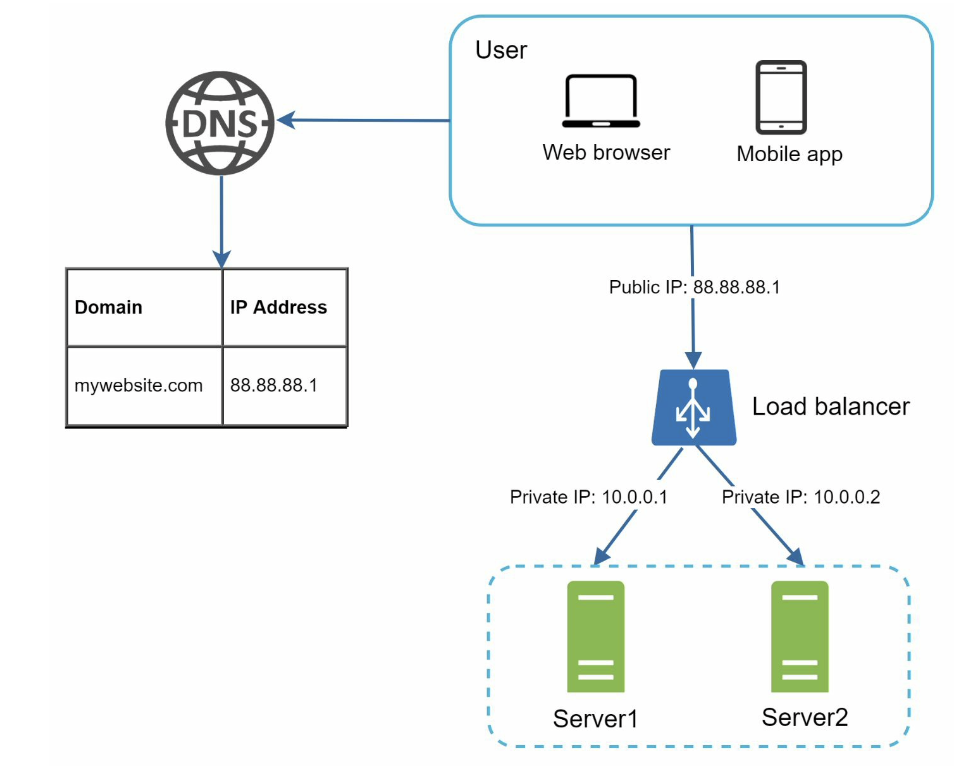 User
DNS
Web browser
Mobile app
Public IP: 88.88.88.1
Domain
IP Address
mywebsite.com
88.88.88.1
Load balancer
Private IP: 10.0.0.1
Private IP: 10.0.0.2
Server1
Server2